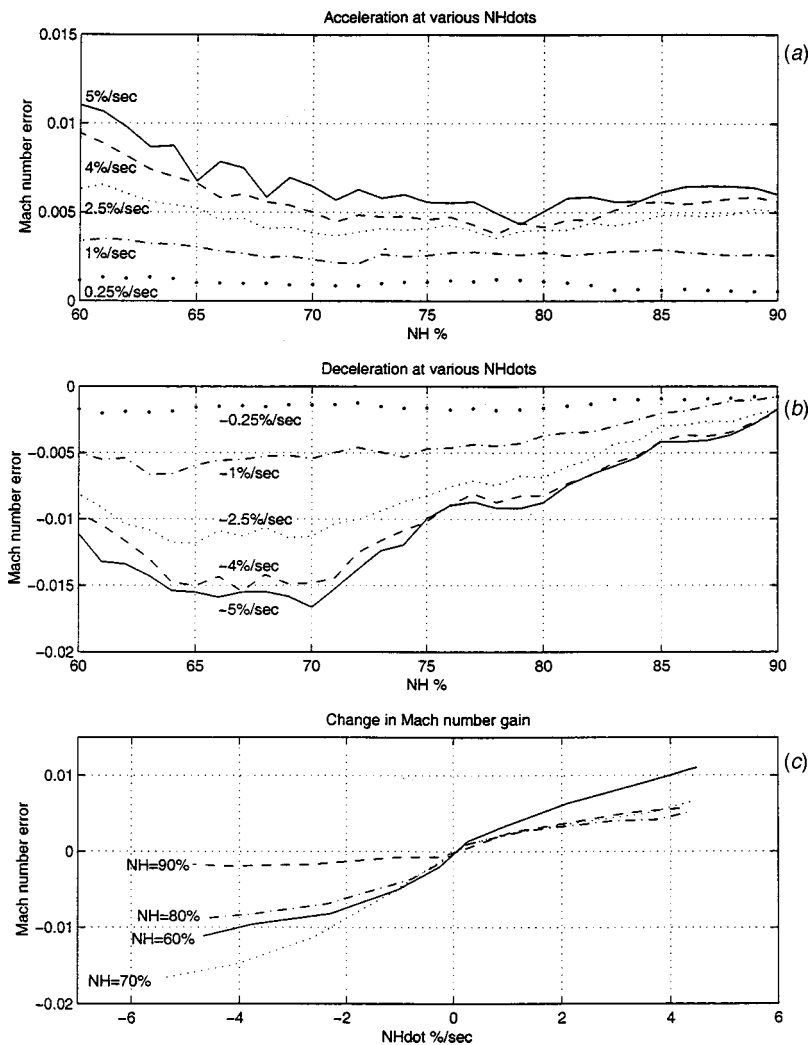 Acceleration at various NHdots
(a)
0.015
0.01
0.005
0
Mach number error
5%/sec
4%/sec
2.5%/sec
1%/sec
0.25%/sec
60 65 70 75 80 85 90
NH %
Deceleration at various NHdots
(b)
0
−0.005
−0.01
−0.015
−0.02
Mach number error
−0.25%/sec
−1%/sec
−2.5%/sec
−4%/sec
−5%/sec
60 65 70 75 80 85 90
NH %
Change in Mach number gain
(c)
0.01
0
−0.01
−0.02
Mach number error
NH=90%
NH=80%
NH=60%
NH=70%
−6 −4 −2 0 2 4 6
NHdot %/sec